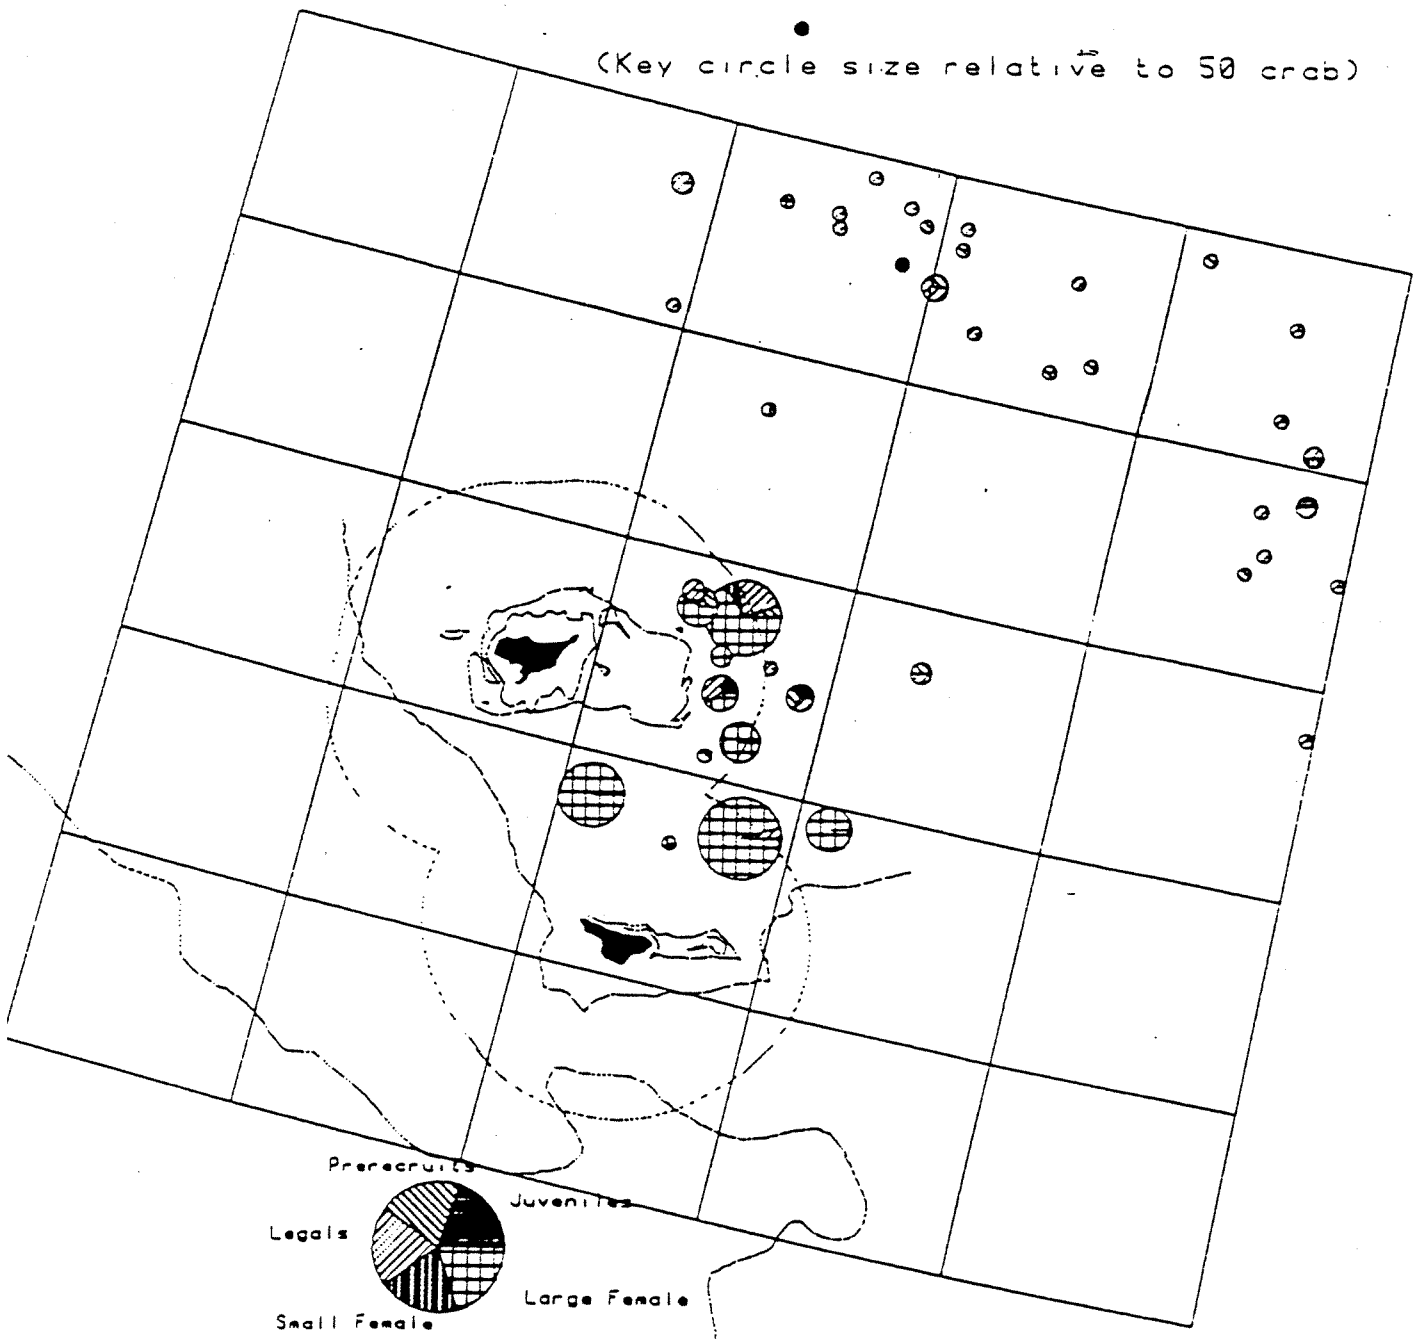 (Key circle size relative to 50 crab)
Prerecruits
Juveniles
Legals
Large Female
Small Female